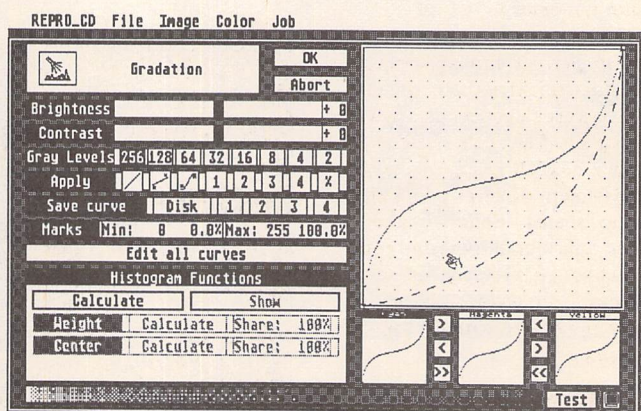 REPRO_CD File Image Color Job
Gradation
OK
Abort
Brightness + 0
Contrast + 0
Gray Levels 256 128 64 32 16 8 4 2
Apply 1 2 3 4 %
Save curve Disk 1 2 3 4
Marks Min: 0 0.0% Max: 255 100.0%
Edit all curves
Histogram Functions
Calculate Show
Weight Calculate Share: 100%
Center Calculate Share: 100%
Cyan > Magenta < Yellow
< >
>> <<
Test